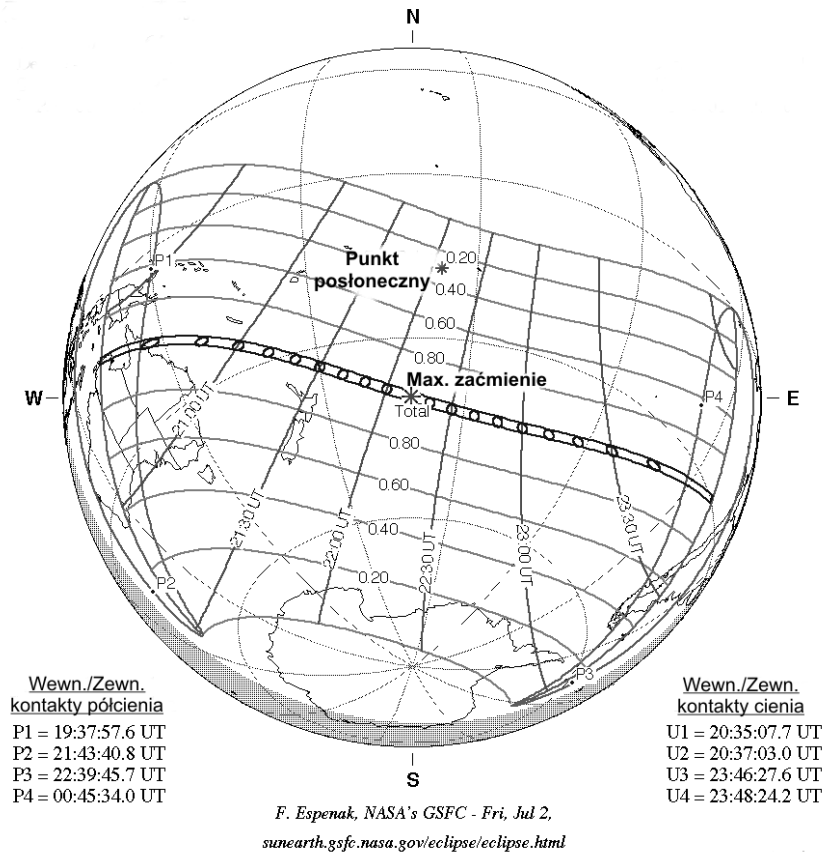 N
P1
Punkt
posłoneczny
0.20
0.40
0.60
0.80
Max. zaćmienie
Total
W
E
P4
21:00 UT
0.80
0.60
0.40
0.20
21:30 UT
22:00 UT
22:30 UT
23:00 UT
23:30 UT
P2
P3
S
Wewn./Zewn.
kontakty półcienia
P1 = 19:37:57.6 UT
P2 = 21:43:40.8 UT
P3 = 22:39:45.7 UT
P4 = 00:45:34.0 UT
Wewn./Zewn.
kontakty cienia
U1 = 20:35:07.7 UT
U2 = 20:37:03.0 UT
U3 = 23:46:27.6 UT
U4 = 23:48:24.2 UT
F. Espenak, NASA's GSFC - Fri, Jul 2,
sunearth.gsfc.nasa.gov/eclipse/eclipse.html